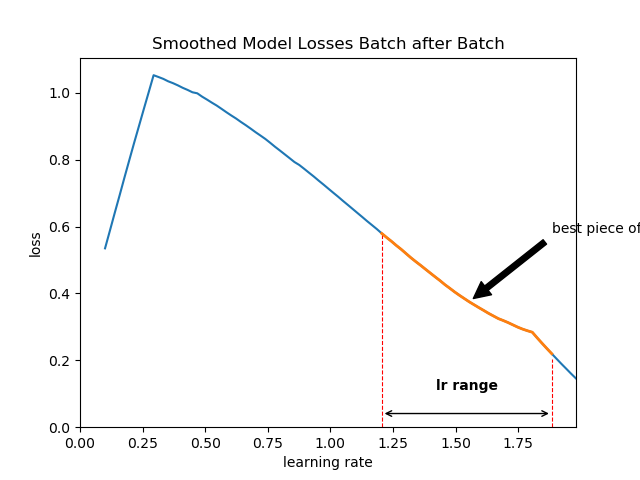 Smoothed Model Losses Batch after Batch
1.0
0.8
0.6
0.4
0.2
0.0
loss
best piece of
lr range
0.00 0.25 0.50 0.75 1.00 1.25 1.50 1.75
learning rate